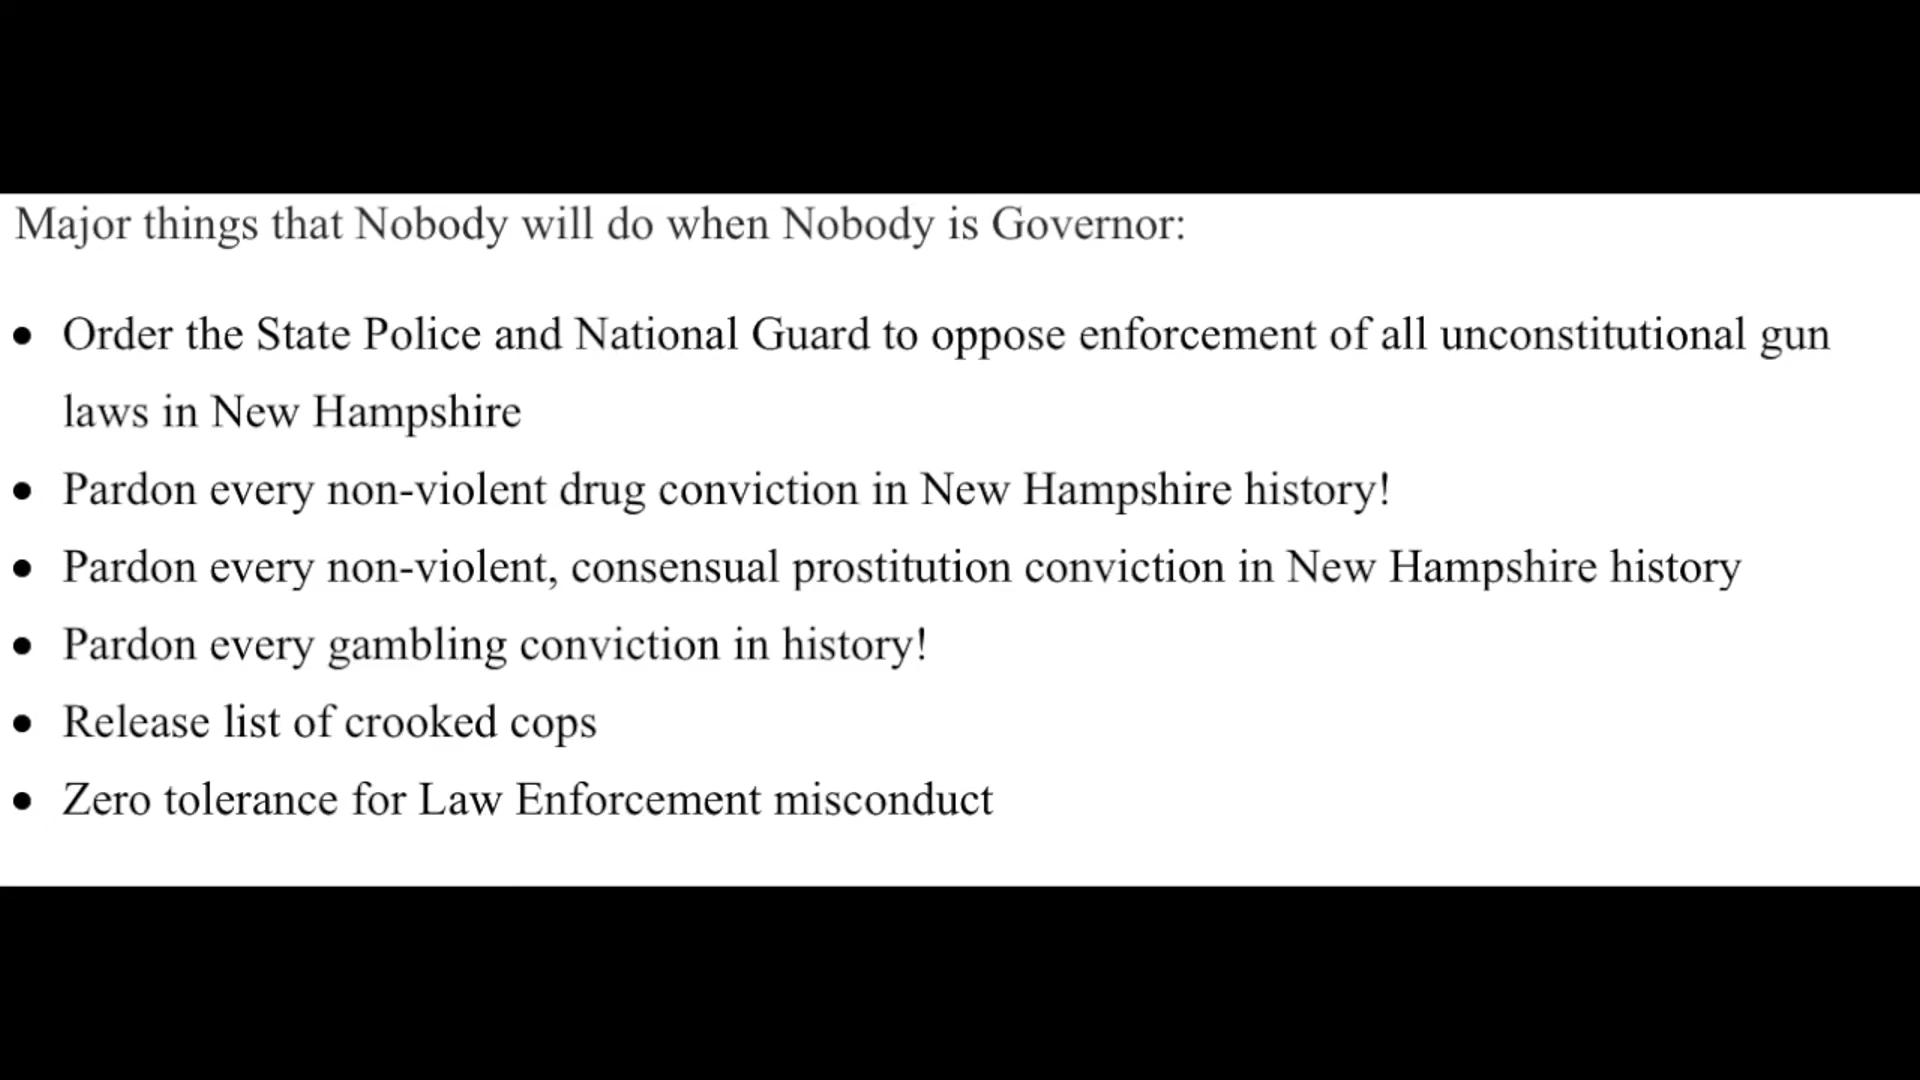 Major things that Nobody will do when Nobody is Governor:
• Order the State Police and National Guard to oppose enforcement of all unconstitutional gun
laws in New Hampshire
• Pardon every non-violent drug conviction in New Hampshire history!
• Pardon every non-violent, consensual prostitution conviction in New Hampshire history
• Pardon every gambling conviction in history!
• Release list of crooked cops
• Zero tolerance for Law Enforcement misconduct